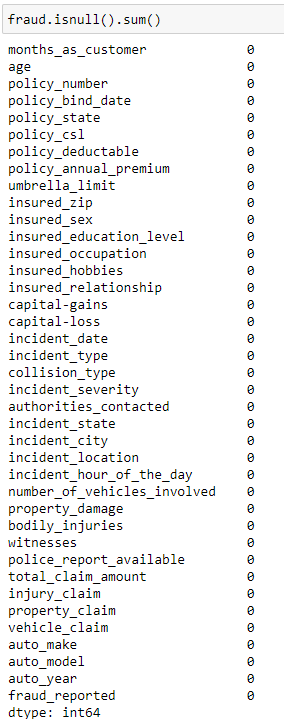 fraud.isnull().sum()
months_as_customer 0
age 0
policy_number 0
policy_bind_date 0
policy_state 0
policy_csl 0
policy_deductable 0
policy_annual_premium 0
umbrella_limit 0
insured_zip 0
insured_sex 0
insured_education_level 0
insured_occupation 0
insured_hobbies 0
insured_relationship 0
capital-gains 0
capital-loss 0
incident_date 0
incident_type 0
collision_type 0
incident_severity 0
authorities_contacted 0
incident_state 0
incident_city 0
incident_location 0
incident_hour_of_the_day 0
number_of_vehicles_involved 0
property_damage 0
bodily_injuries 0
witnesses 0
police_report_available 0
total_claim_amount 0
injury_claim 0
property_claim 0
vehicle_claim 0
auto_make 0
auto_model 0
auto_year 0
fraud_reported 0
dtype: int64